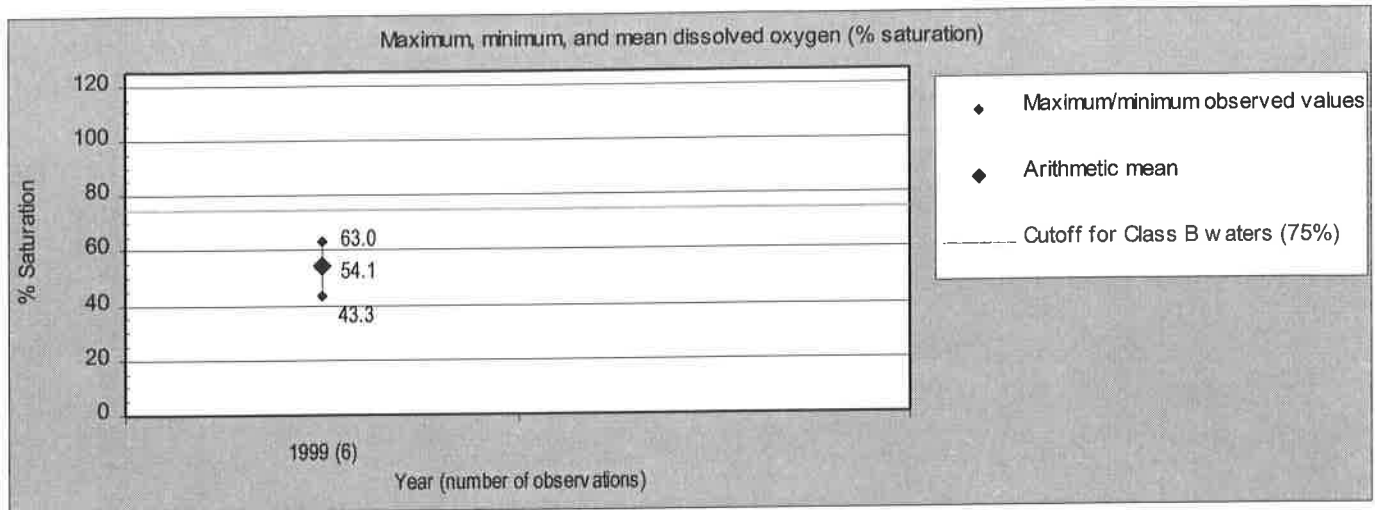 Maximum, minimum, and mean dissolved oxygen (% saturation)
120
100
80
60
40
20
0
% Saturation
63.0
54.1
43.3
1999 (6)
Year (number of observations)
Maximum/minimum observed values
Arithmetic mean
Cutoff for Class B waters (75%)